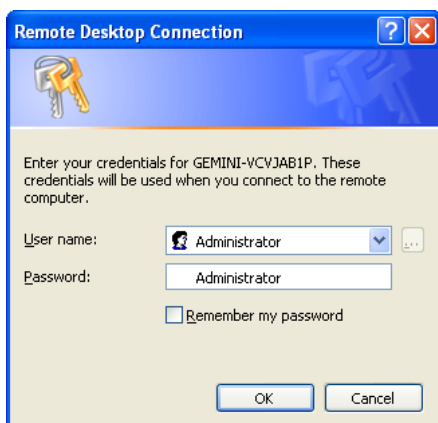 Remote Desktop Connection
Enter your credentials for GEMINI-VCVJAB1P. These
credentials will be used when you connect to the remote
computer.
User name: Administrator
...
Password: Administrator
Remember my password
OK Cancel